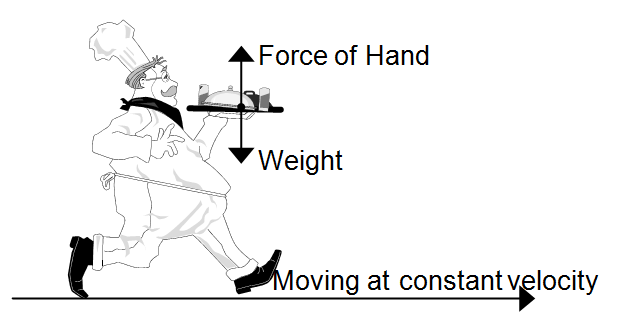 Force of Hand
Weight
Moving at constant velocity